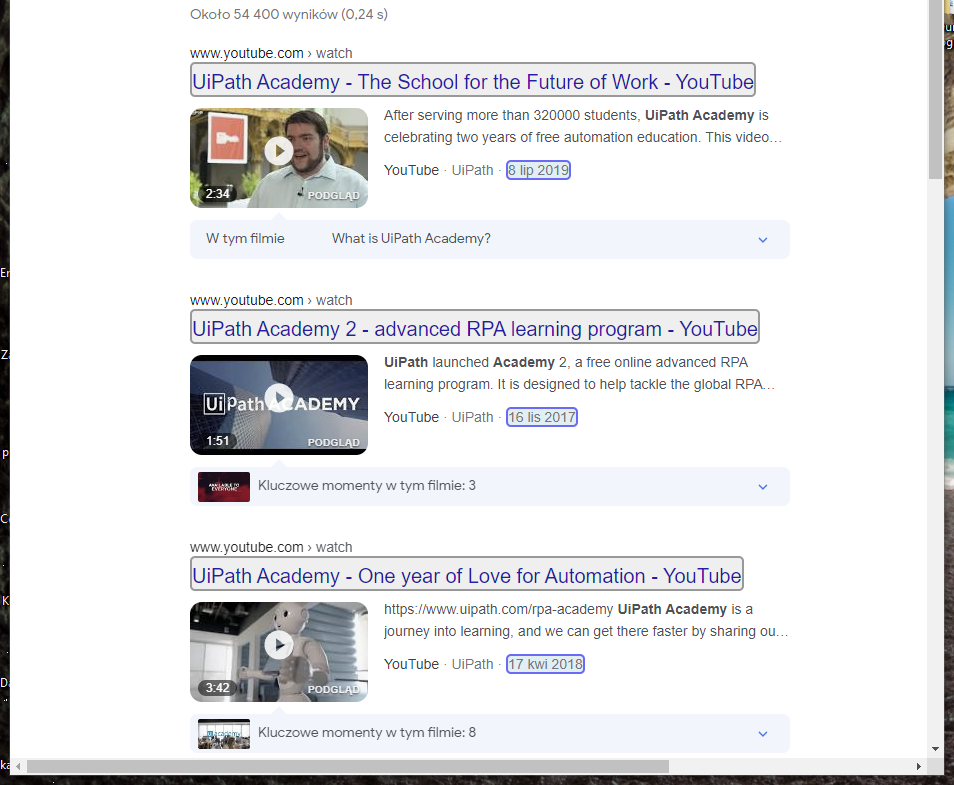 Około 54 400 wyników (0,24 s)
www.youtube.com › watch
UiPath Academy - The School for the Future of Work - YouTube
After serving more than 320000 students, UiPath Academy is
celebrating two years of free automation education. This video...
2:34
PODGLĄD
YouTube · UiPath · 8 lip 2019
W tym filmie
What is UiPath Academy?
www.youtube.com › watch
UiPath Academy 2 - advanced RPA learning program - YouTube
UiPath launched Academy 2, a free online advanced RPA
learning program. It is designed to help tackle the global RPA...
UiPath ACADEMY
1:51
PODGLĄD
YouTube · UiPath · 16 lis 2017
AVAILABLE TO
EVERYONE
Kluczowe momenty w tym filmie: 3
www.youtube.com › watch
UiPath Academy - One year of Love for Automation - YouTube
https://www.uipath.com/rpa-academy UiPath Academy is a
journey into learning, and we can get there faster by sharing ou...
3:42
PODGLĄD
YouTube · UiPath · 17 kwi 2018
academy
Kluczowe momenty w tym filmie: 8